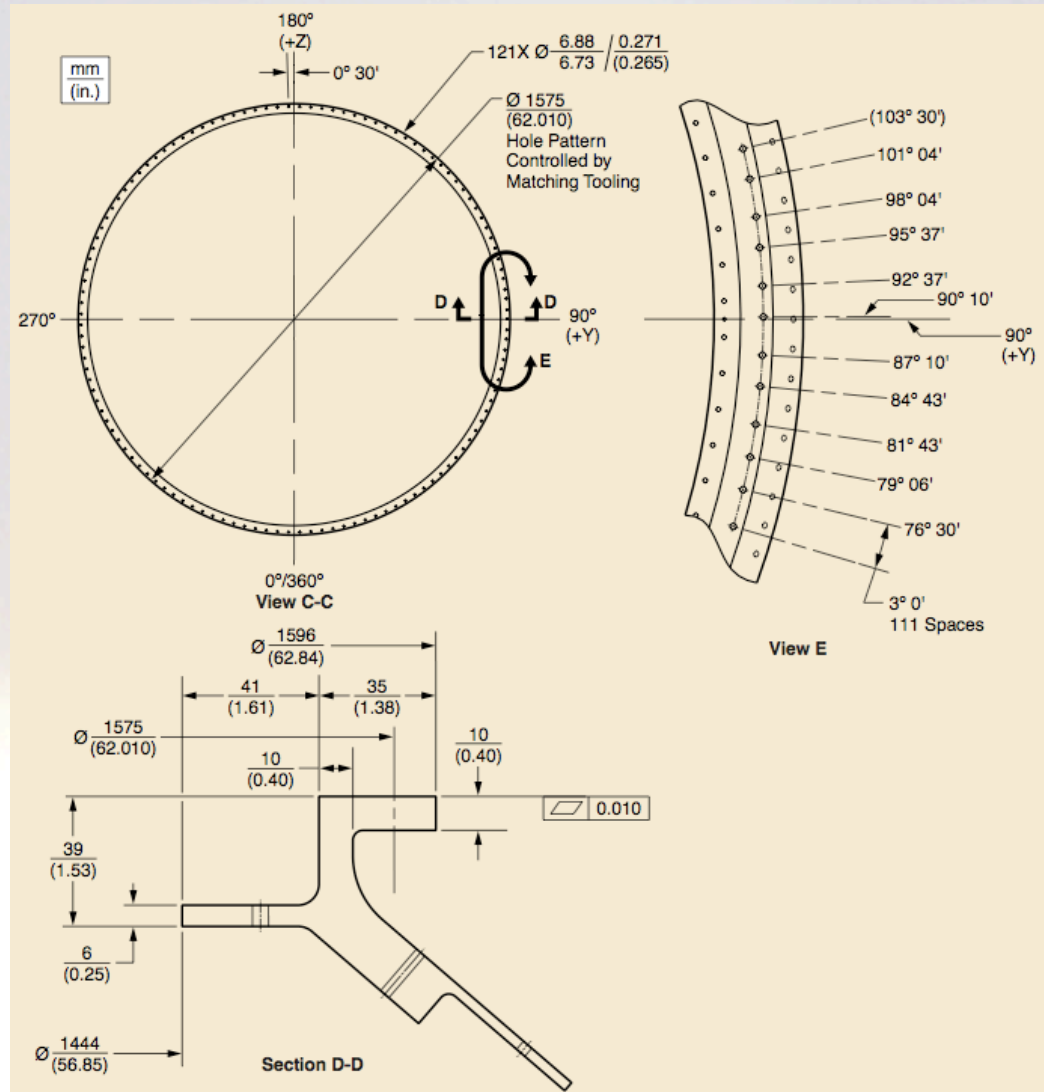 180°
(+Z)
0° 30'
mm
(in.)
121X Ø 6.88 / 0.271
6.73 (0.265)
Ø 1575
(62.010)
Hole Pattern
Controlled by
Matching Tooling
D
D
E
270°
90°
(+Y)
0°/360°
View C-C
(103° 30')
101° 04'
98° 04'
95° 37'
92° 37'
90° 10'
90°
(+Y)
87° 10'
84° 43'
81° 43'
79° 06'
76° 30'
3° 0'
111 Spaces
View E
Ø 1596
(62.84)
41
(1.61)
35
(1.38)
Ø 1575
(62.010)
10
(0.40)
10
(0.40)
0.010
39
(1.53)
6
(0.25)
Ø 1444
(56.85)
Section D-D